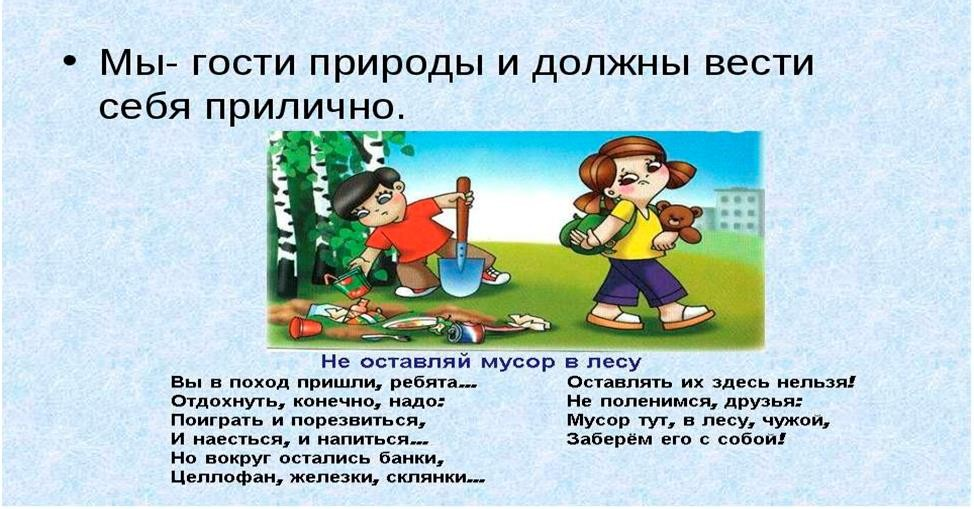 • Мы- гости природы и должны вести
себя прилично.
Не оставляй мусор в лесу
Вы в поход пришли, ребята...
Отдохнуть, конечно, надо:
Поиграть и порезвиться,
И наесться, и напиться...
Но вокруг остались банки,
Целлофан, железки, склянки...
Оставлять их здесь нельзя!
Не поленимся, друзья:
Мусор тут, в лесу, чужой,
Заберём его с собой!